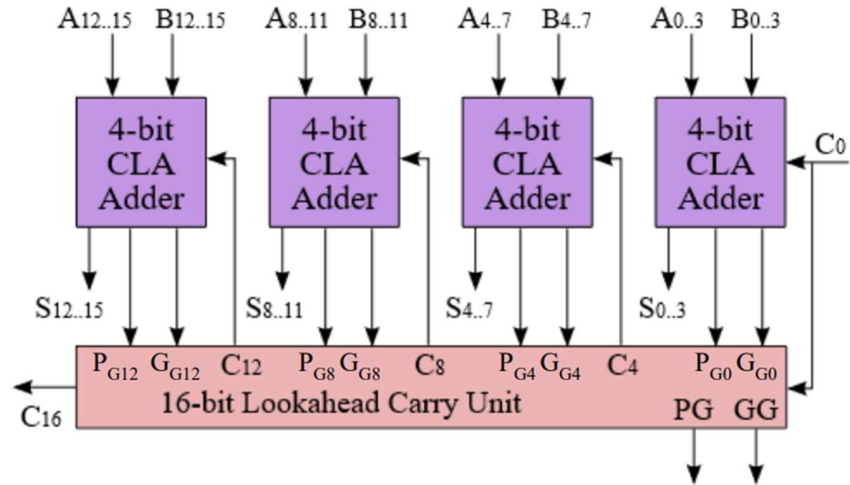 A12..15 B12..15 A8..11 B8..11 A4..7 B4..7 A0..3 B0..3
4-bit CLA Adder
4-bit CLA Adder
4-bit CLA Adder
4-bit CLA Adder
C0
S12..15 S8..11 S4..7 S0..3
PG12 GG12 C12 PG8 GG8 C8 PG4 GG4 C4 PG0 GG0
C16
16-bit Lookahead Carry Unit
PG GG